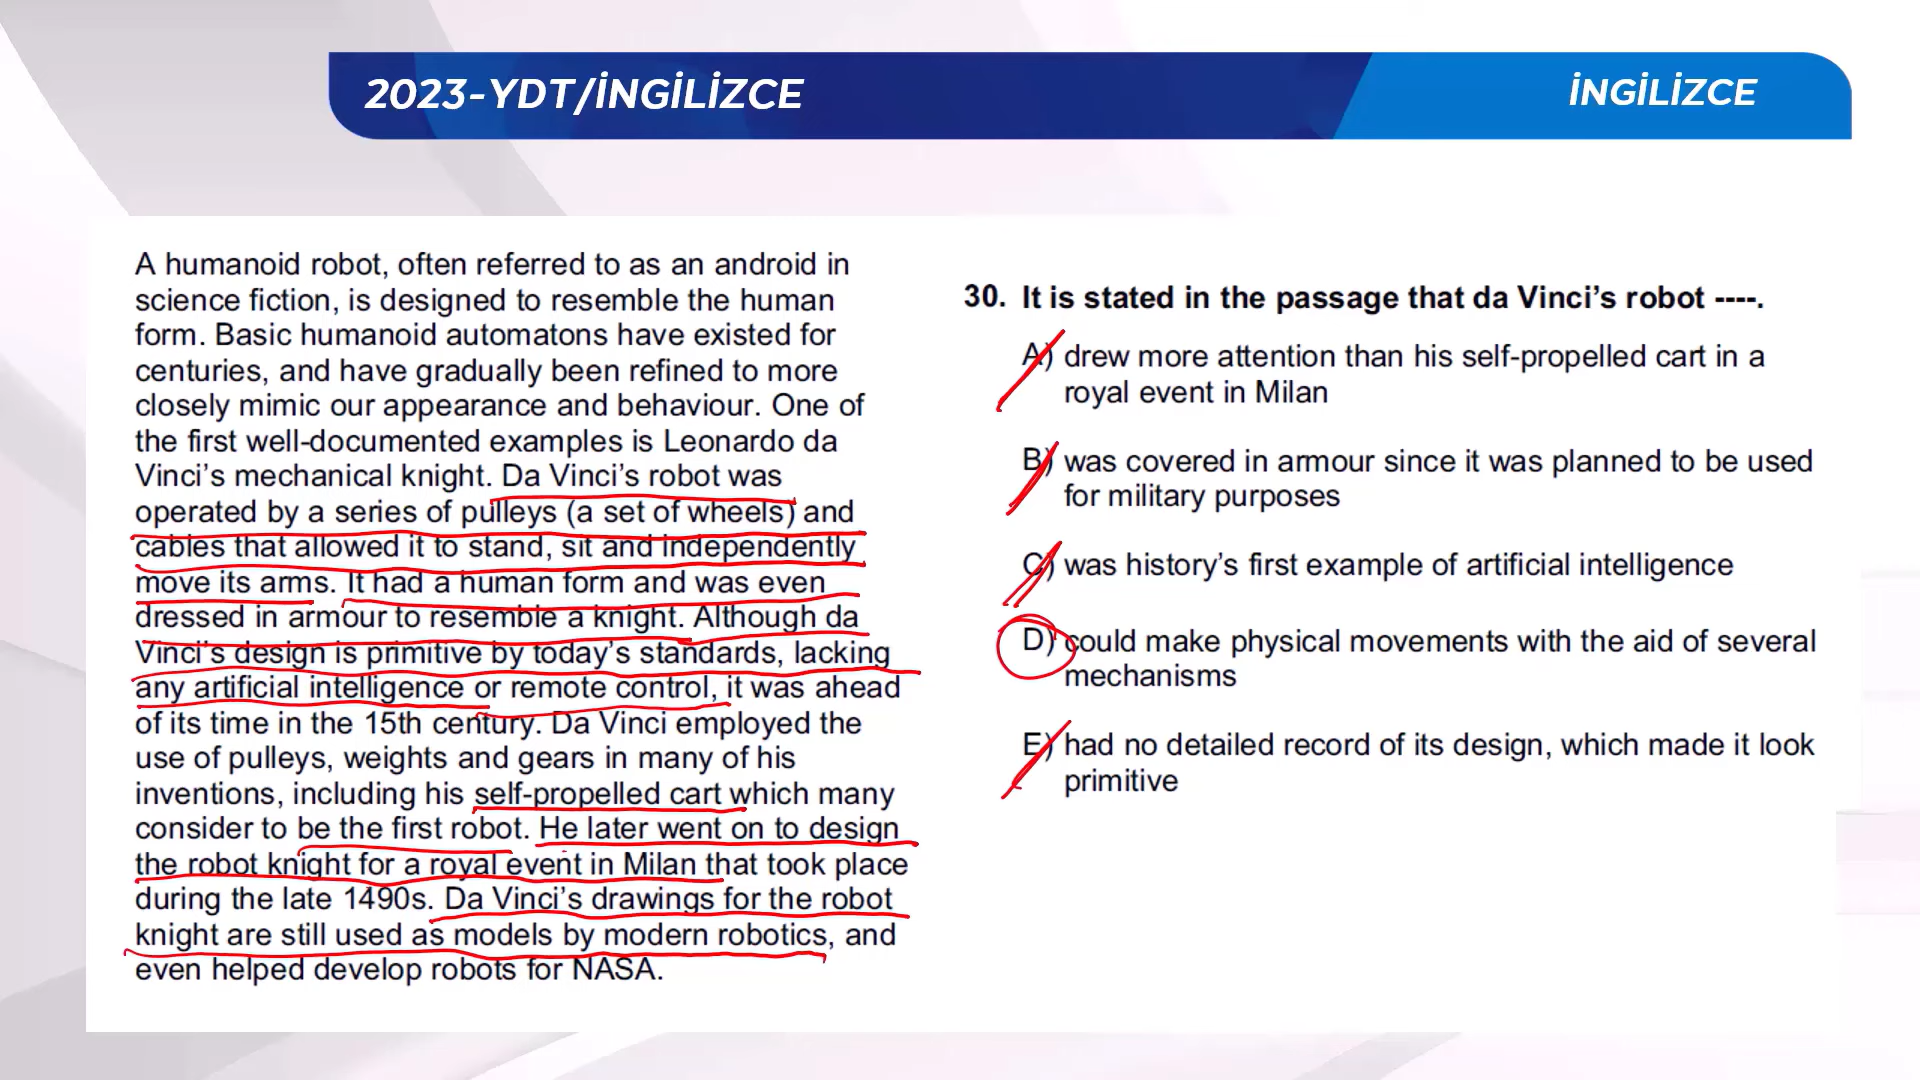 2023-YDT/İNGİLİZCE
İNGİLİZCE
A humanoid robot, often referred to as an android in
science fiction, is designed to resemble the human
form. Basic humanoid automatons have existed for
centuries, and have gradually been refined to more
closely mimic our appearance and behaviour. One of
the first well-documented examples is Leonardo da
Vinci's mechanical knight. Da Vinci's robot was
operated by a series of pulleys (a set of wheels) and
cables that allowed it to stand, sit and independently
move its arms. It had a human form and was even
dressed in armour to resemble a knight. Although da
Vinci's design is primitive by today's standards, lacking
any artificial intelligence or remote control, it was ahead
of its time in the 15th century. Da Vinci employed the
use of pulleys, weights and gears in many of his
inventions, including his self-propelled cart which many
consider to be the first robot. He later went on to design
the robot knight for a royal event in Milan that took place
during the late 1490s. Da Vinci's drawings for the robot
knight are still used as models by modern robotics, and
even helped develop robots for NASA.
30. It is stated in the passage that da Vinci's robot ----.
A) drew more attention than his self-propelled cart in a
royal event in Milan
B) was covered in armour since it was planned to be used
for military purposes
C) was history's first example of artificial intelligence
D) could make physical movements with the aid of several
mechanisms
E) had no detailed record of its design, which made it look
primitive